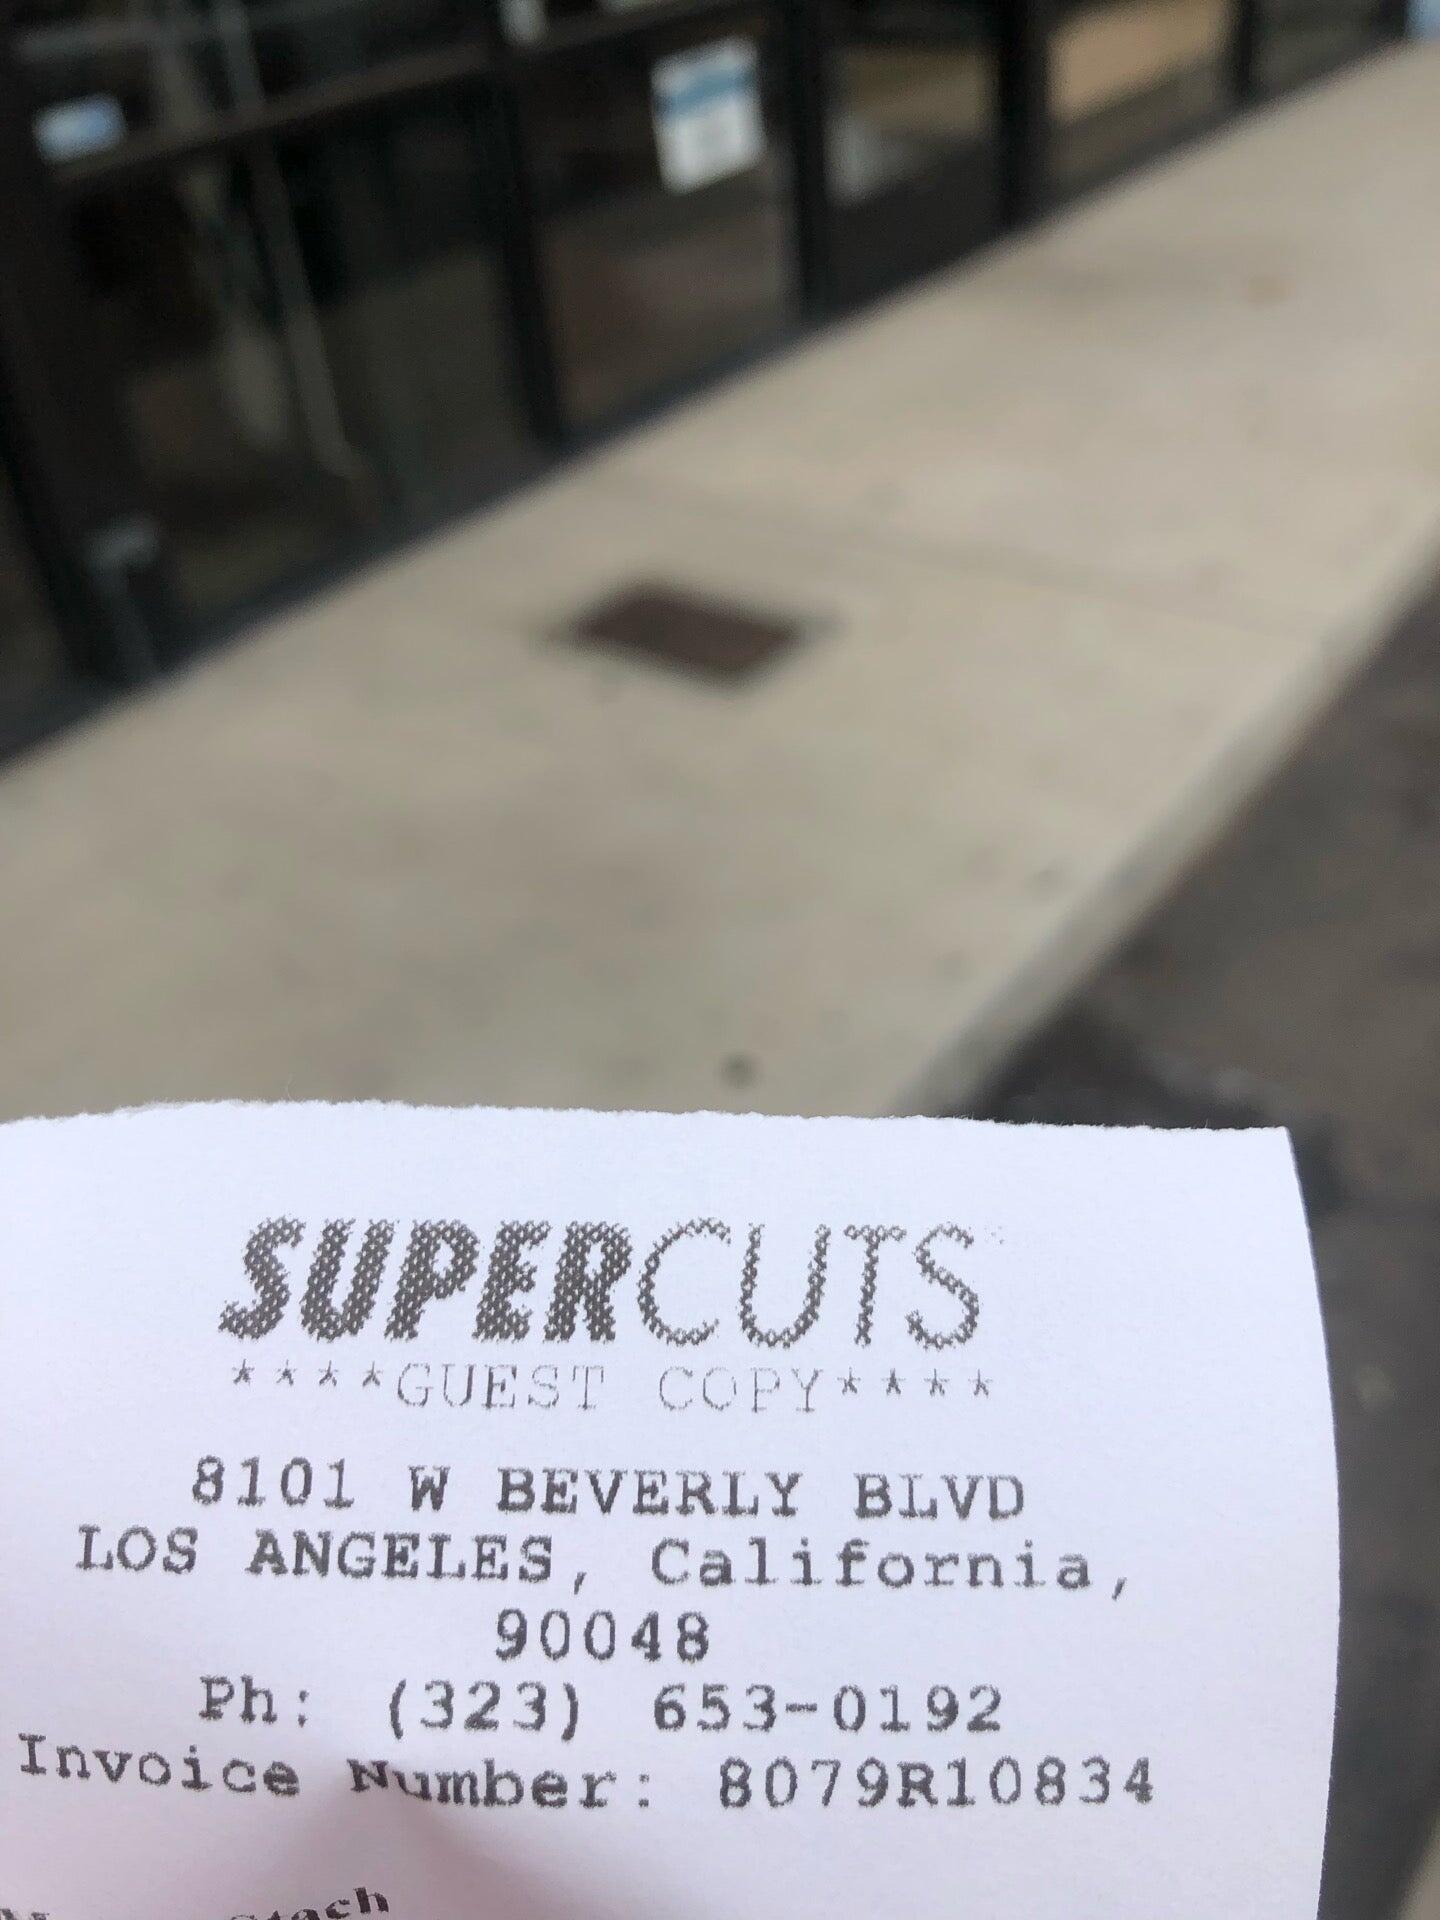 SUPERCUTS
****GUEST COPY****
8101 W BEVERLY BLVD
LOS ANGELES, California,
90048
Ph: (323) 653-0192
Invoice Number: 8079R10834